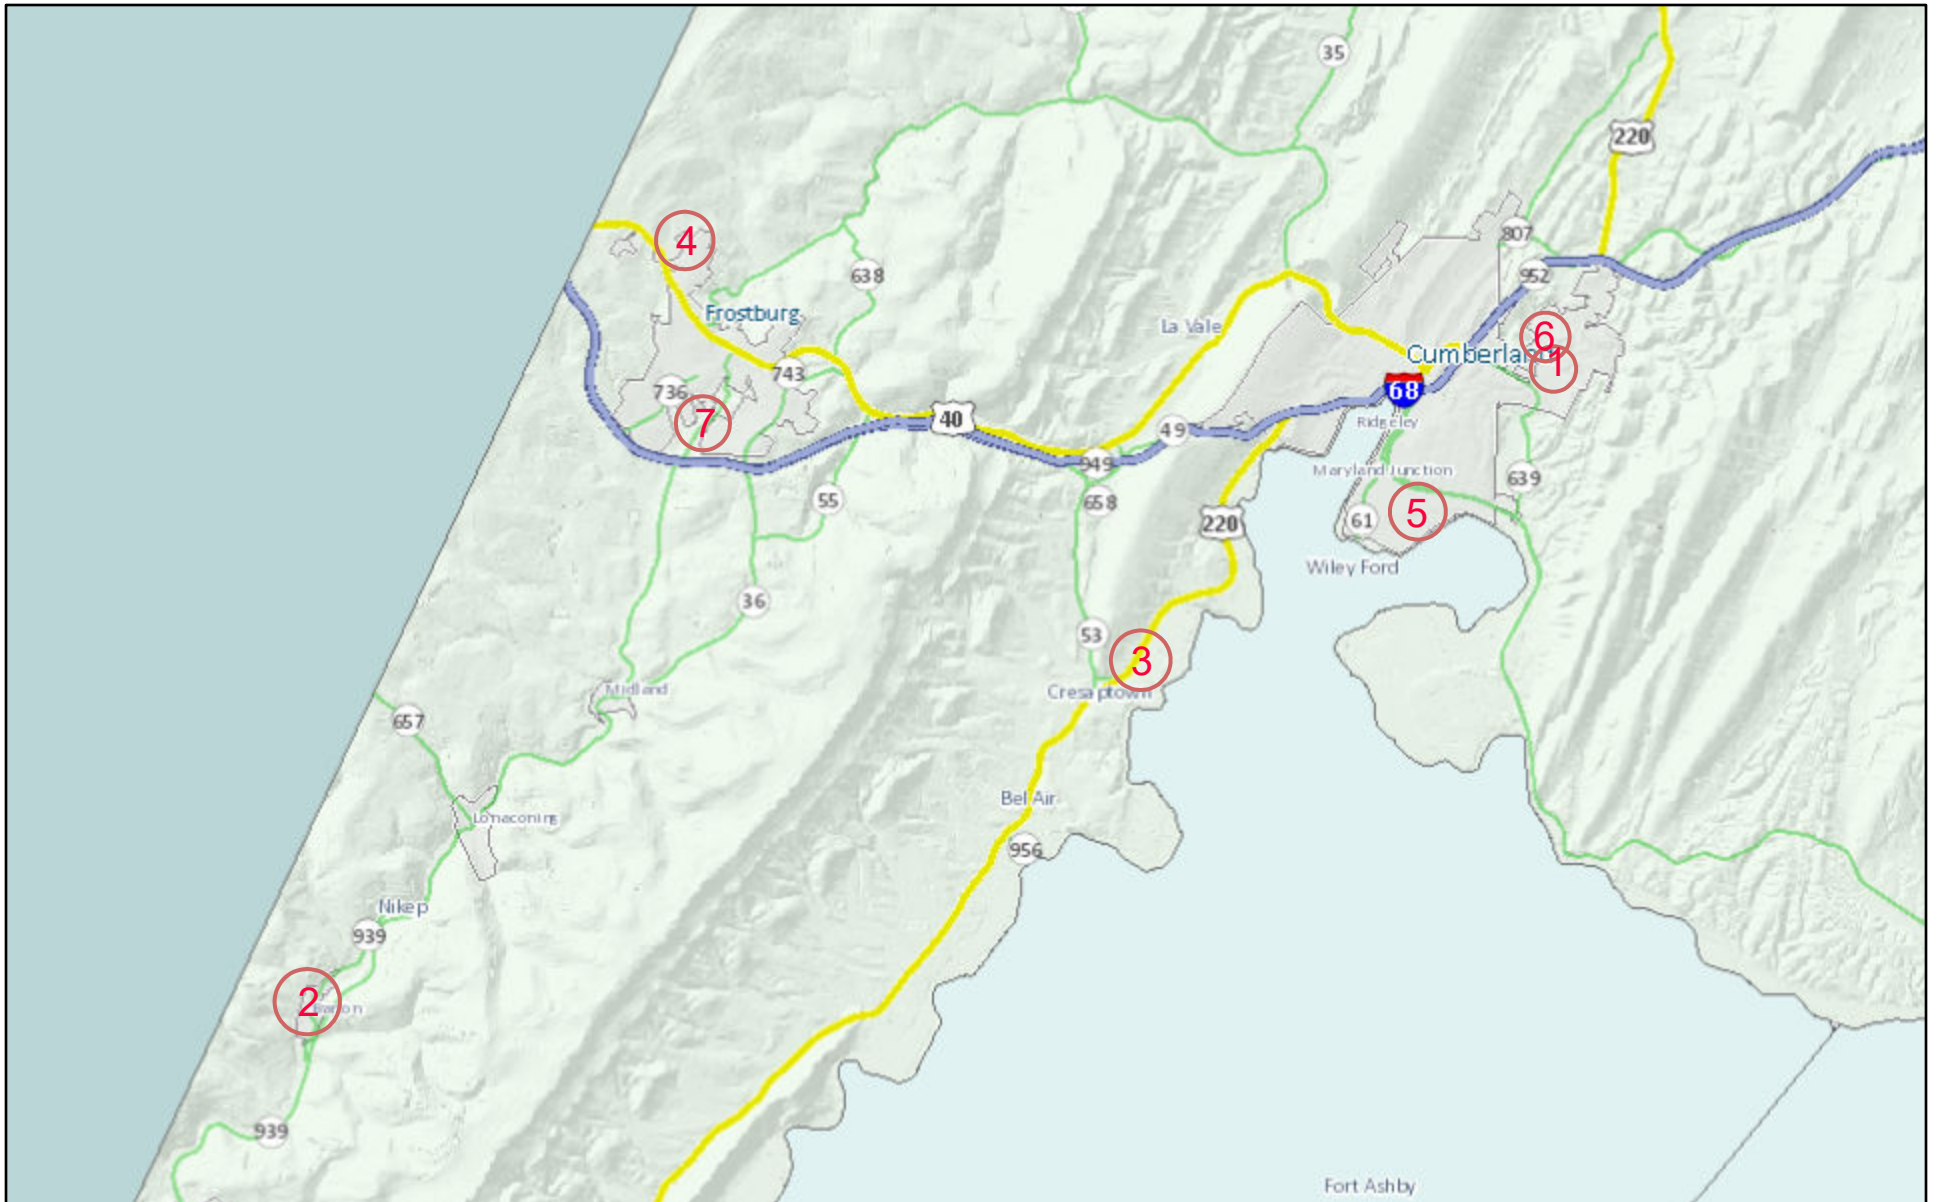 35
220
807
4
638
952
Frostburg
La Vale
6
Cumberland
1
743
736
68
40
7
Ridgeley
49
949
Maryland Junction
639
55
658
5
61
220
Wiley Ford
36
53
3
Midland
Cresaptown
657
Bel Air
Lonaconing
956
Nikep
939
2
Barton
939
Fort Ashby